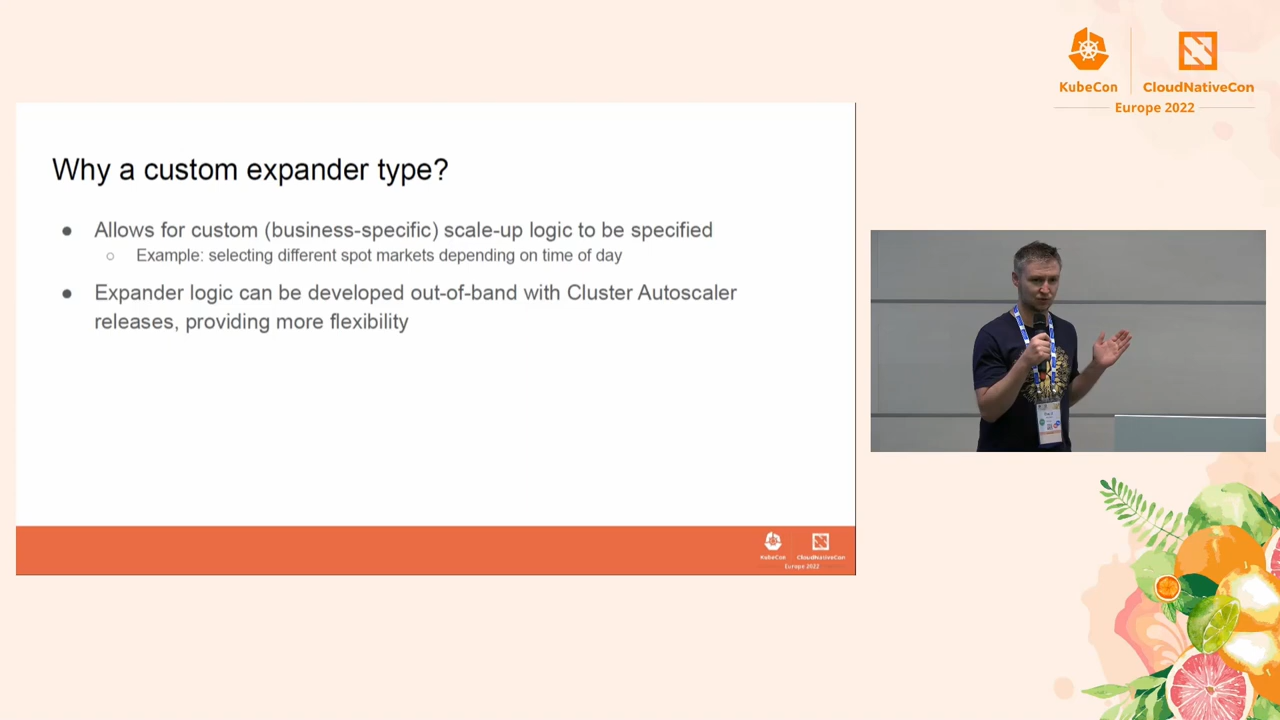 KubeCon
CloudNativeCon
Europe 2022
Why a custom expander type?
● Allows for custom (business-specific) scale-up logic to be specified
○ Example: selecting different spot markets depending on time of day
● Expander logic can be developed out-of-band with Cluster Autoscaler
releases, providing more flexibility
KubeCon
CloudNativeCon
Europe 2022